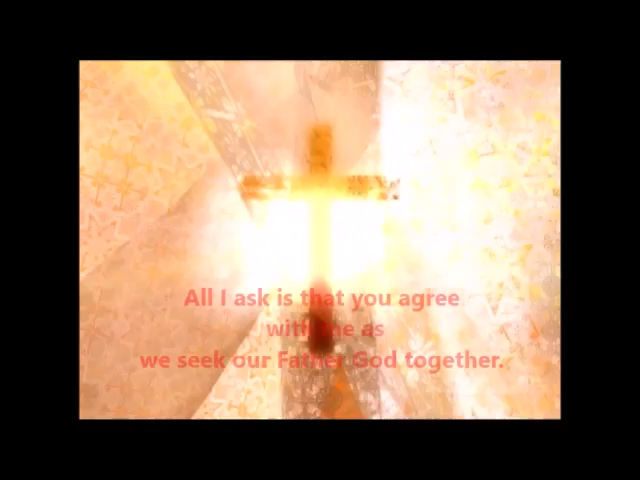 All I ask is that you agree
with me as
we seek our Father God together.